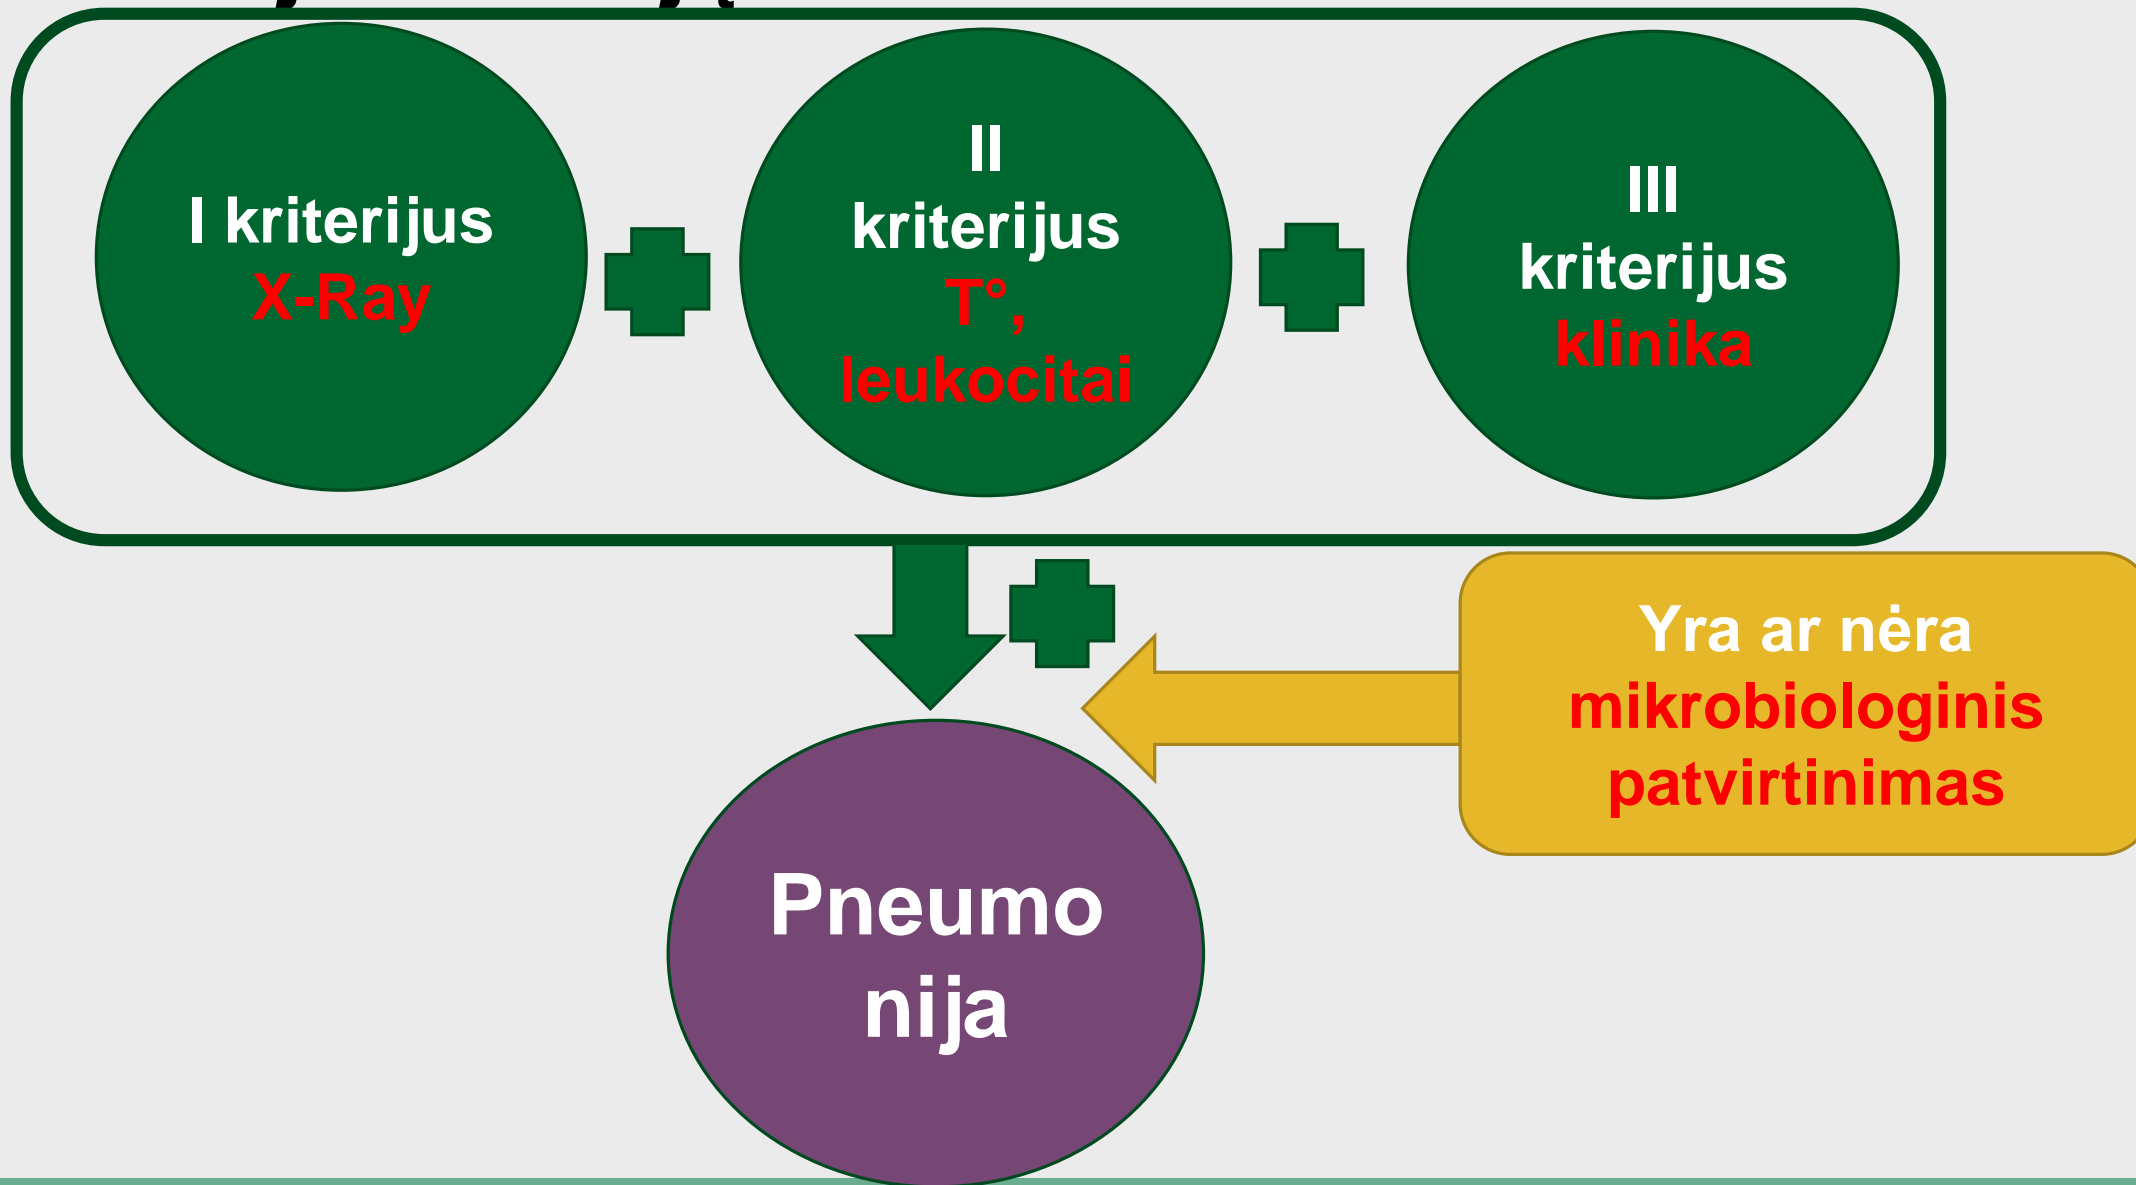 I kriterijus
X-Ray
II
kriterijus
T°,
leukocitai
III
kriterijus
klinika
Yra ar nėra
mikrobiologinis
patvirtinimas
Pneumo
nija